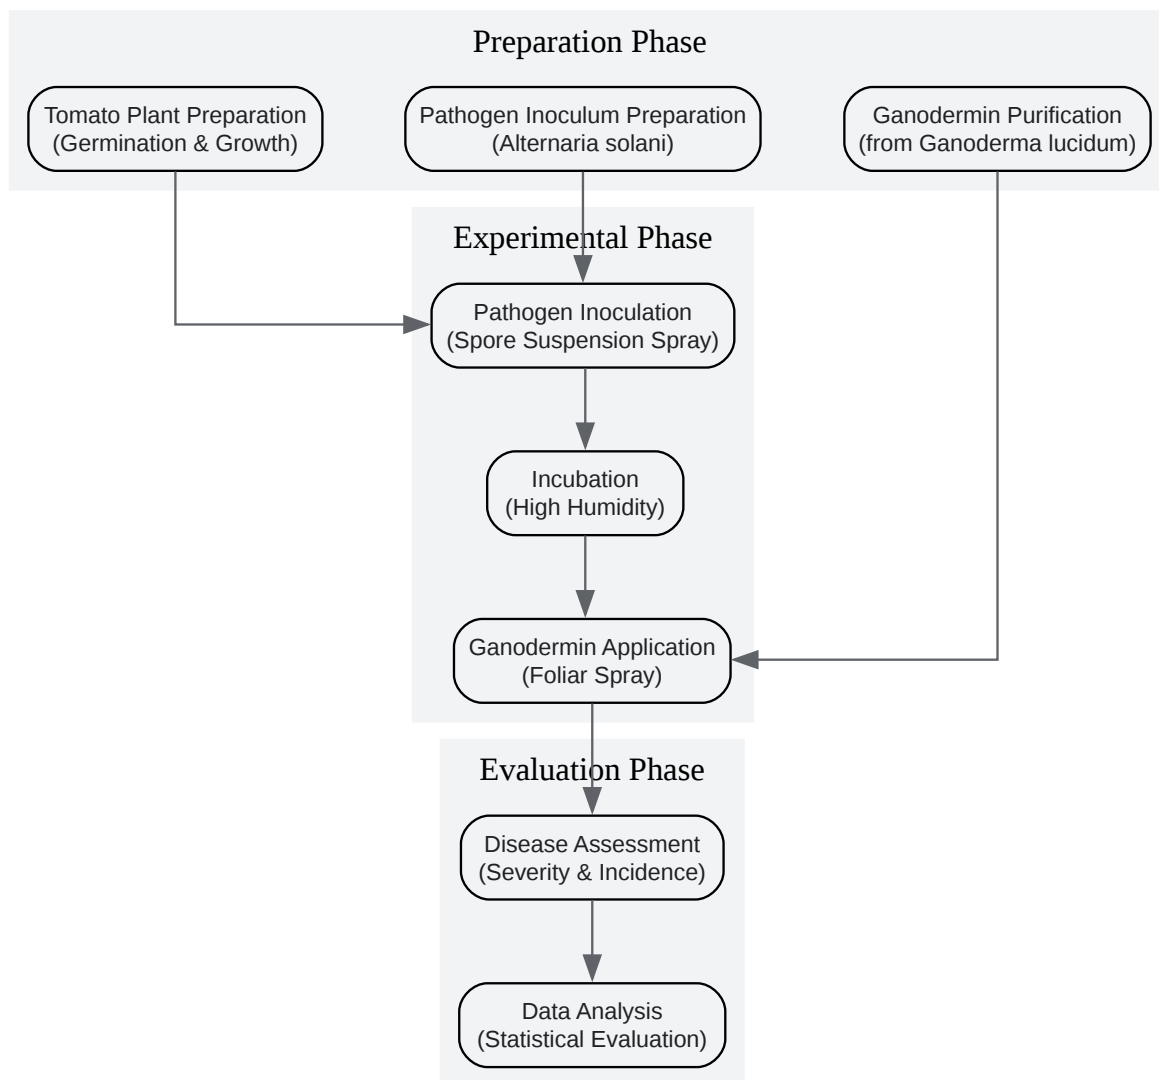 Preparation Phase
Tomato Plant Preparation
(Germination & Growth)
Pathogen Inoculum Preparation
(Alternaria solani)
Ganodermin Purification
(from Ganoderma lucidum)
Experimental Phase
Pathogen Inoculation
(Spore Suspension Spray)
Incubation
(High Humidity)
Ganodermin Application
(Foliar Spray)
Evaluation Phase
Disease Assessment
(Severity & Incidence)
Data Analysis
(Statistical Evaluation)